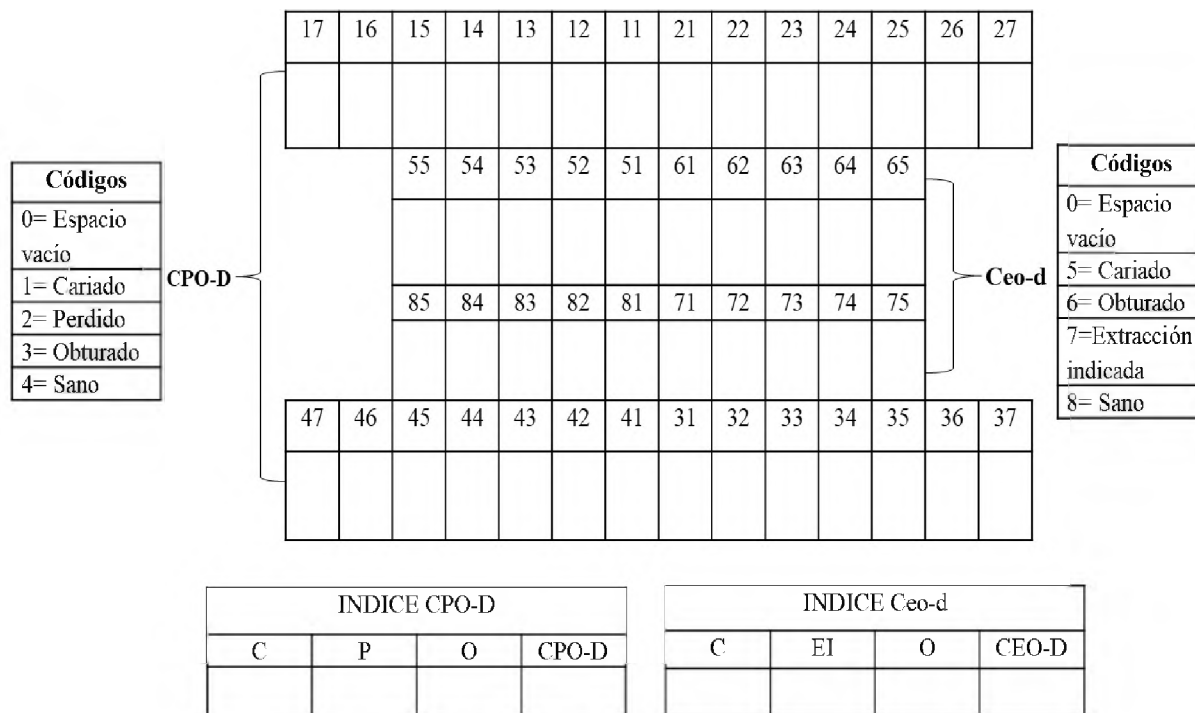 17 16 15 14 13 12 11 21 22 23 24 25 26 27
55 54 53 52 51 61 62 63 64 65
Códigos
0= Espacio
vacío
1= Cariado
2= Perdido
3= Obturado
4= Sano
CPO-D
Ceo-d
Códigos
0= Espacio
vacío
5= Cariado
6= Obturado
7=Extracción
indicada
8= Sano
85 84 83 82 81 71 72 73 74 75
47 46 45 44 43 42 41 31 32 33 34 35 36 37
INDICE CPO-D
C P O CPO-D
INDICE Ceo-d
C EI O CEO-D